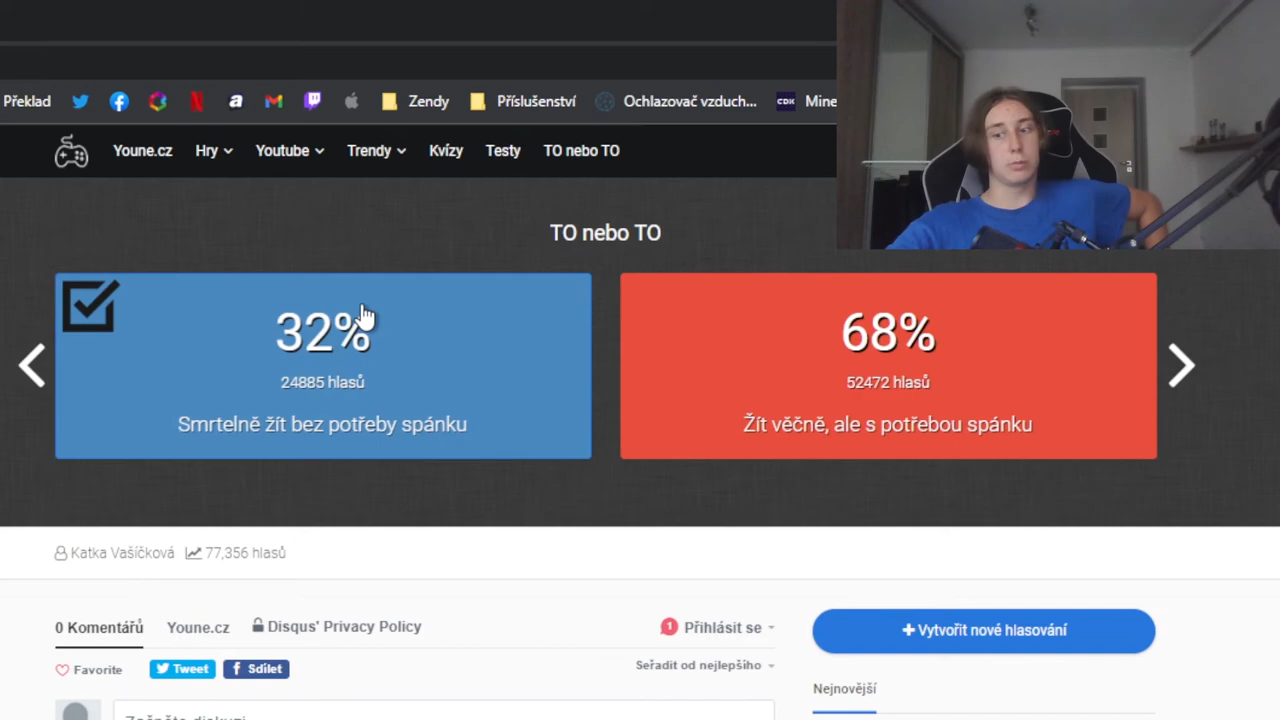 Překlad
Zendy
Příslušenství
Ochlazovač vzduch...
CDK
Mine
Youne.cz
Hry
Youtube
Trendy
Kvízy
Testy
TO nebo TO
TO nebo TO
32%
24885 hlasů
Smrtelně žít bez potřeby spánku
68%
52472 hlasů
Žít věčně, ale s potřebou spánku
Katka Vašíčková
77,356 hlasů
0 Komentářů
Youne.cz
Disqus' Privacy Policy
1
Přihlásit se
Favorite
Tweet
Sdílet
Seřadit od nejlepšího
Vytvořit nové hlasování
Nejnovější
Začněte diskuzi